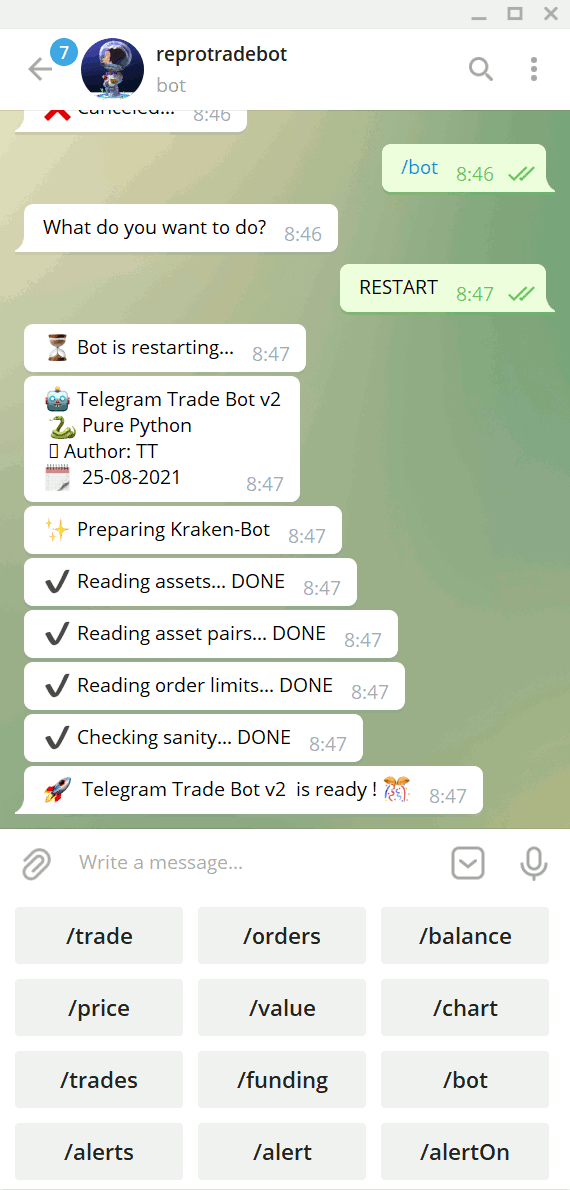 7
reprotradebot
bot
Canceled... 8:46
/bot 8:46
What do you want to do? 8:46
RESTART 8:47
Bot is restarting... 8:47
Telegram Trade Bot v2
Pure Python
Author: TT
25-08-2021 8:47
Preparing Kraken-Bot 8:47
Reading assets... DONE 8:47
Reading asset pairs... DONE 8:47
Reading order limits... DONE 8:47
Checking sanity... DONE 8:47
Telegram Trade Bot v2 is ready ! 8:47
Write a message...
/trade /orders /balance
/price /value /chart
/trades /funding /bot
/alerts /alert /alertOn